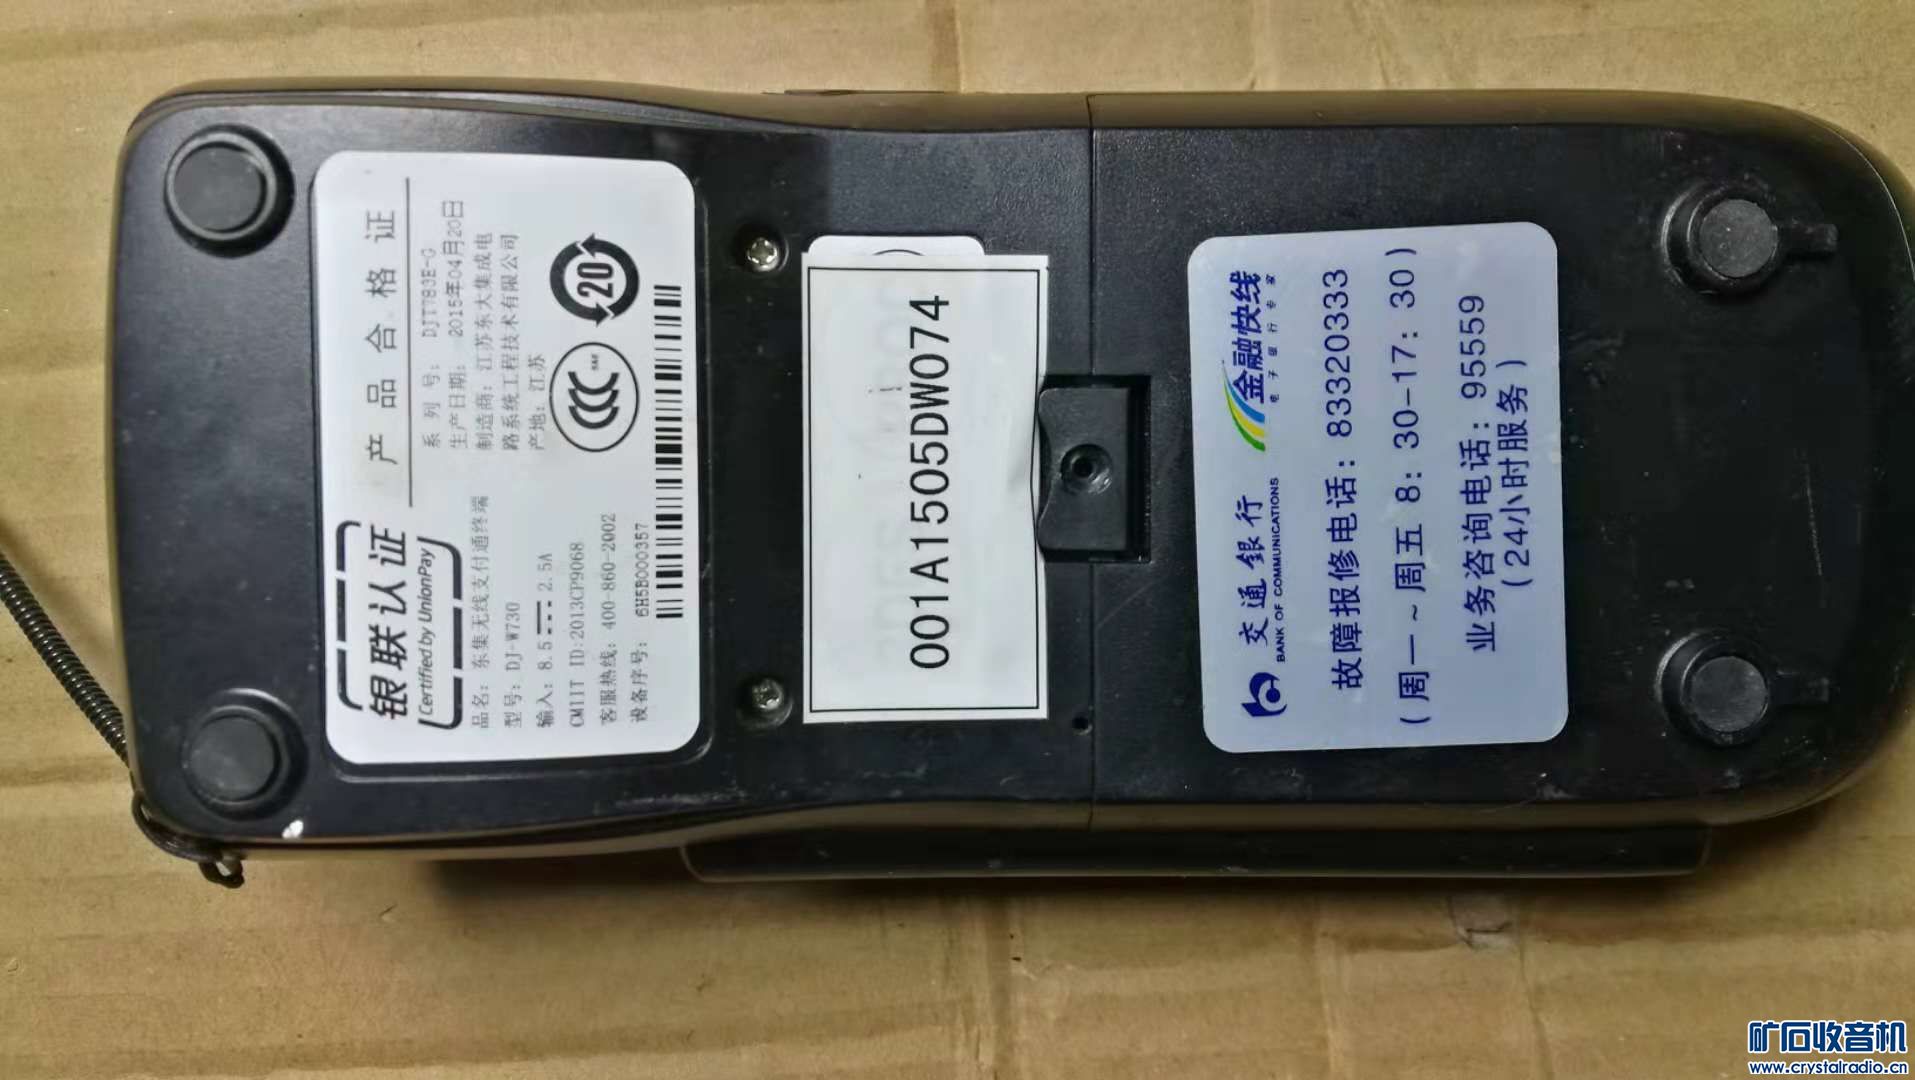 银联认证
Certified by UnionPay
产品合格证
品名：东集无线支付通终端
型号：DJ-W730
输入：8.5 2.5A
CMIIT ID:2013CP9068
客服热线：400-860-2002
设备序号：6H5B000357
系列号：DJT783E-G
生产日期：2015年04月20日
制造商：江苏东大集成电
路系统工程技术有限公司
产地：江苏
20
001A1505DW074
交通银行
BANK OF COMMUNICATIONS
金融快线
电子银行专家
故障报修电话：83320333
（周一～周五 8：30-17：30）
业务咨询电话：95559
（24小时服务）
矿石收音机
www.crystalradio.cn